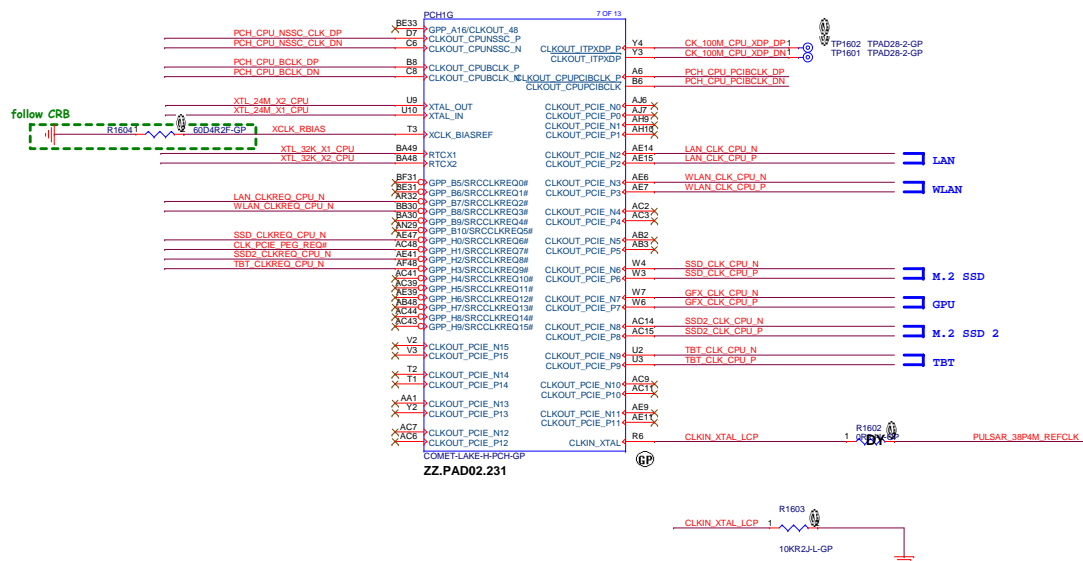 PCH1G 7 OF 13
BE33 GPP_A16/CLKOUT_48
PCH_CPU_NSSC_CLK_DP D7 CLKOUT_CPUNSSC_P
PCH_CPU_NSSC_CLK_DN C6 CLKOUT_CPUNSSC_N
CLKOUT_ITPXDP_P Y4 CK_100M_CPU_XDP_DP 1 TP1602 TPAD28-2-GP
CLKOUT_ITPXDP Y3 CK_100M_CPU_XDP_DN 1 TP1601 TPAD28-2-GP
PCH_CPU_BCLK_DP B8 CLKOUT_CPUBCLK_P
PCH_CPU_BCLK_DN C8 CLKOUT_CPUBCLK_N
CLKOUT_CPUPCIBCLK_P A6 PCH_CPU_PCIBCLK_DP
CLKOUT_CPUPCIBCLK B6 PCH_CPU_PCIBCLK_DN
XTL_24M_X2_CPU U9 XTAL_OUT
XTL_24M_X1_CPU U10 XTAL_IN
CLKOUT_PCIE_N0 AJ6
CLKOUT_PCIE_P0 AJ7
CLKOUT_PCIE_N1 AH9
CLKOUT_PCIE_P1 AH10
follow CRB
R1604 1 2 60D4R2F-GP XCLK_RBIAS T3 XCLK_BIASREF
XTL_32K_X1_CPU BA49 RTCX1
XTL_32K_X2_CPU BA48 RTCX2
CLKOUT_PCIE_N2 AE14 LAN_CLK_CPU_N
CLKOUT_PCIE_P2 AE15 LAN_CLK_CPU_P
LAN
BF31 GPP_B5/SRCCLKREQ0#
BE31 GPP_B6/SRCCLKREQ1#
LAN_CLKREQ_CPU_N AR32 GPP_B7/SRCCLKREQ2#
WLAN_CLKREQ_CPU_N BB30 GPP_B8/SRCCLKREQ3#
BA30 GPP_B9/SRCCLKREQ4#
AN29 GPP_B10/SRCCLKREQ5#
CLKOUT_PCIE_N3 AE6 WLAN_CLK_CPU_N
CLKOUT_PCIE_P3 AE7 WLAN_CLK_CPU_P
WLAN
CLKOUT_PCIE_N4 AC2
CLKOUT_PCIE_P4 AC3
SSD_CLKREQ_CPU_N AE47 GPP_H0/SRCCLKREQ6#
CLK_PCIE_PEG_REQ# AC48 GPP_H1/SRCCLKREQ7#
SSD2_CLKREQ_CPU_N AE41 GPP_H2/SRCCLKREQ8#
TBT_CLKREQ_CPU_N AF48 GPP_H3/SRCCLKREQ9#
AC41 GPP_H4/SRCCLKREQ10#
AC39 GPP_H5/SRCCLKREQ11#
AE39 GPP_H6/SRCCLKREQ12#
AB48 GPP_H7/SRCCLKREQ13#
AC44 GPP_H8/SRCCLKREQ14#
AC43 GPP_H9/SRCCLKREQ15#
CLKOUT_PCIE_N5 AB2
CLKOUT_PCIE_P5 AB3
CLKOUT_PCIE_N6 W4 SSD_CLK_CPU_N
CLKOUT_PCIE_P6 W3 SSD_CLK_CPU_P
M.2 SSD
CLKOUT_PCIE_N7 W7 GFX_CLK_CPU_N
CLKOUT_PCIE_P7 W6 GFX_CLK_CPU_P
GPU
CLKOUT_PCIE_N8 AC14 SSD2_CLK_CPU_N
CLKOUT_PCIE_P8 AC15 SSD2_CLK_CPU_P
M.2 SSD 2
V2 CLKOUT_PCIE_N15
V3 CLKOUT_PCIE_P15
CLKOUT_PCIE_N9 U2 TBT_CLK_CPU_N
CLKOUT_PCIE_P9 U3 TBT_CLK_CPU_P
TBT
T2 CLKOUT_PCIE_N14
T1 CLKOUT_PCIE_P14
CLKOUT_PCIE_N10 AC9
CLKOUT_PCIE_P10 AC11
AA1 CLKOUT_PCIE_N13
Y2 CLKOUT_PCIE_P13
CLKOUT_PCIE_N11 AE9
CLKOUT_PCIE_P11 AE11
AC7 CLKOUT_PCIE_N12
AC6 CLKOUT_PCIE_P12
CLKIN_XTAL R6 CLKIN_XTAL_LCP 1 R1602 DY PULSAR_38P4M_REFCLK
COMET-LAKE-H-PCH-GP
GP
ZZ.PAD02.231
R1603
CLKIN_XTAL_LCP 1
10KR2J-L-GP